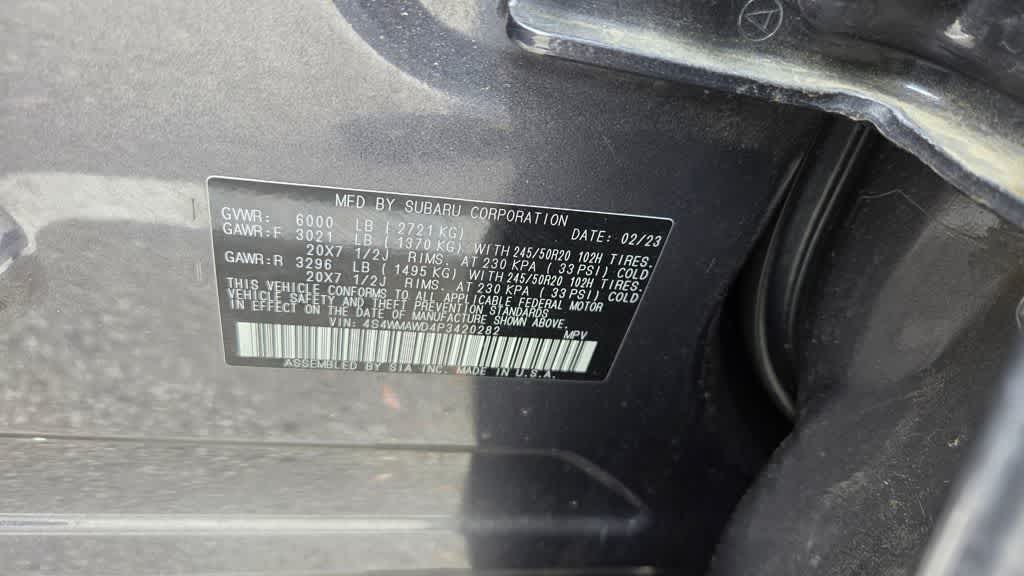 MFD BY SUBARU CORPORATION
GVWR: 6000 LB ( 2721 KG) DATE: 02/23
GAWR:F 3021 LB ( 1370 KG) WITH 245/50R20 102H TIRES.
20X7 1/2J RIMS. AT 230 KPA ( 33 PSI) COLD
GAWR:R 3296 LB ( 1495 KG) WITH 245/50R20 102H TIRES.
20X7 1/2J RIMS. AT 230 KPA ( 33 PSI) COLD
THIS VEHICLE CONFORMS TO ALL APPLICABLE FEDERAL MOTOR
VEHICLE SAFETY AND THEFT PREVENTION STANDARDS
IN EFFECT ON THE DATE OF MANUFACTURE SHOWN ABOVE.
VIN: 4S4WMAWD4P3420282 MPV
ASSEMBLED BY SIA INC. MADE IN U.S.A.